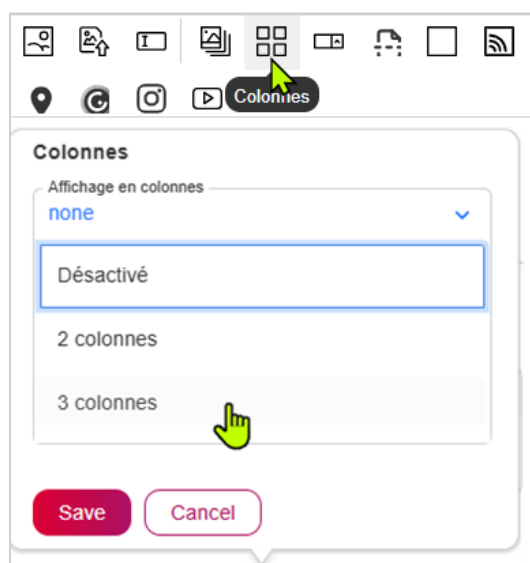 Colonnes
Colonnes
Affichage en colonnes
none
Désactivé
2 colonnes
3 colonnes
Save
Cancel